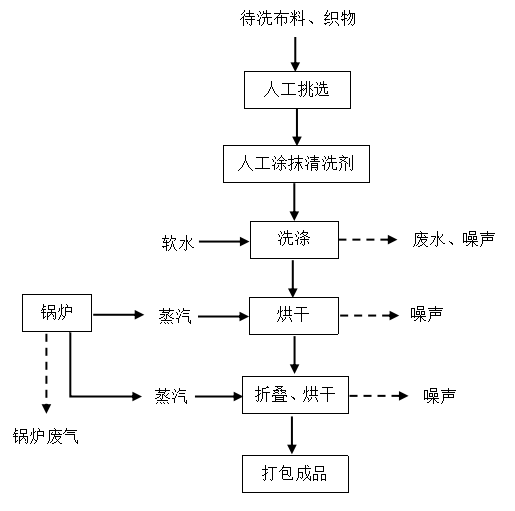 待洗布料、织物
人工挑选
人工涂抹清洗剂
软水
洗涤
废水、噪声
锅炉
蒸汽
烘干
噪声
蒸汽
折叠、烘干
噪声
锅炉废气
打包成品